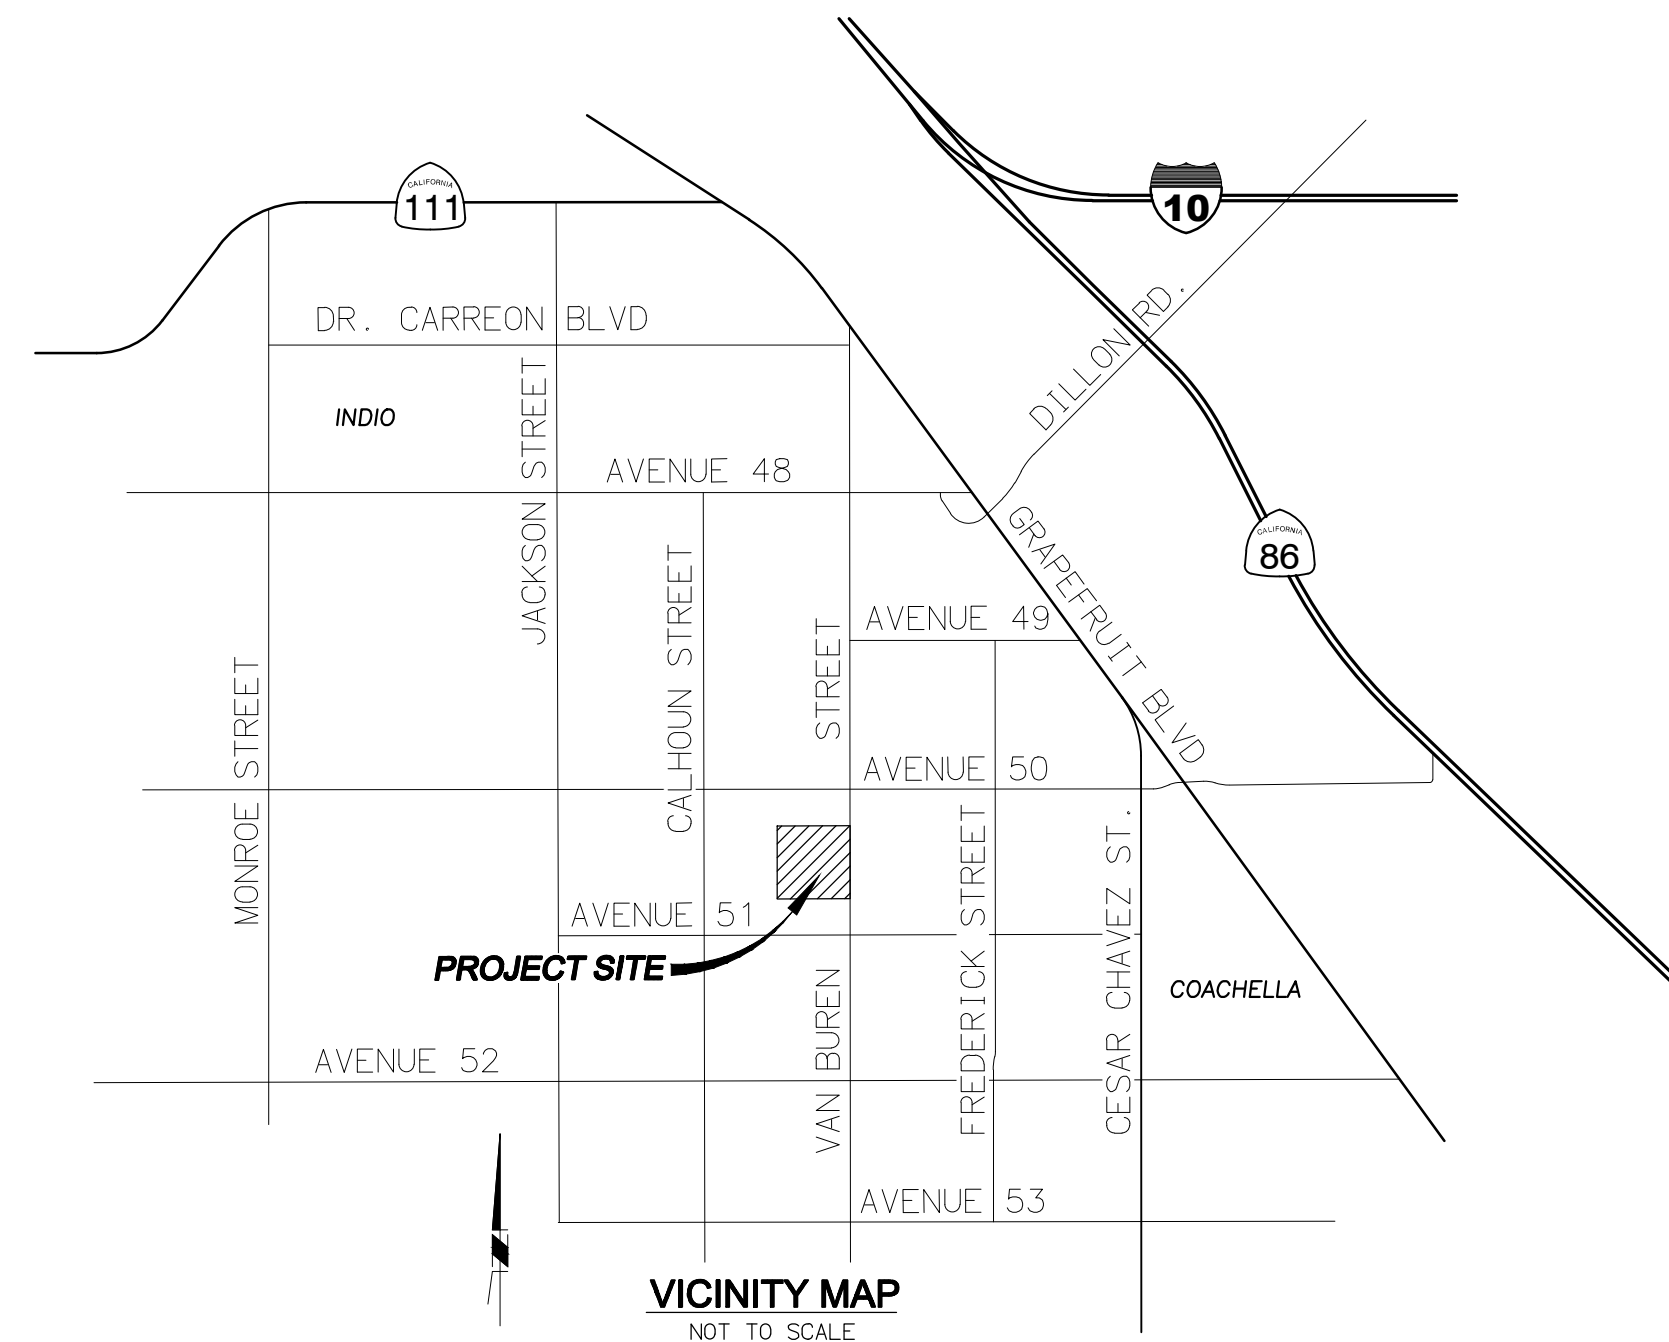 CALIFORNIA
111
10
DR. CARREON BLVD
DILLON RD.
INDIO
JACKSON STREET
AVENUE 48
GRAPEFRUIT BLVD
CALIFORNIA
86
CALHOUN STREET
AVENUE 49
MONROE STREET
VAN BUREN STREET
AVENUE 50
FREDERICK STREET
CESAR CHAVEZ ST.
AVENUE 51
PROJECT SITE
COACHELLA
AVENUE 52
AVENUE 53
N
VICINITY MAP
NOT TO SCALE